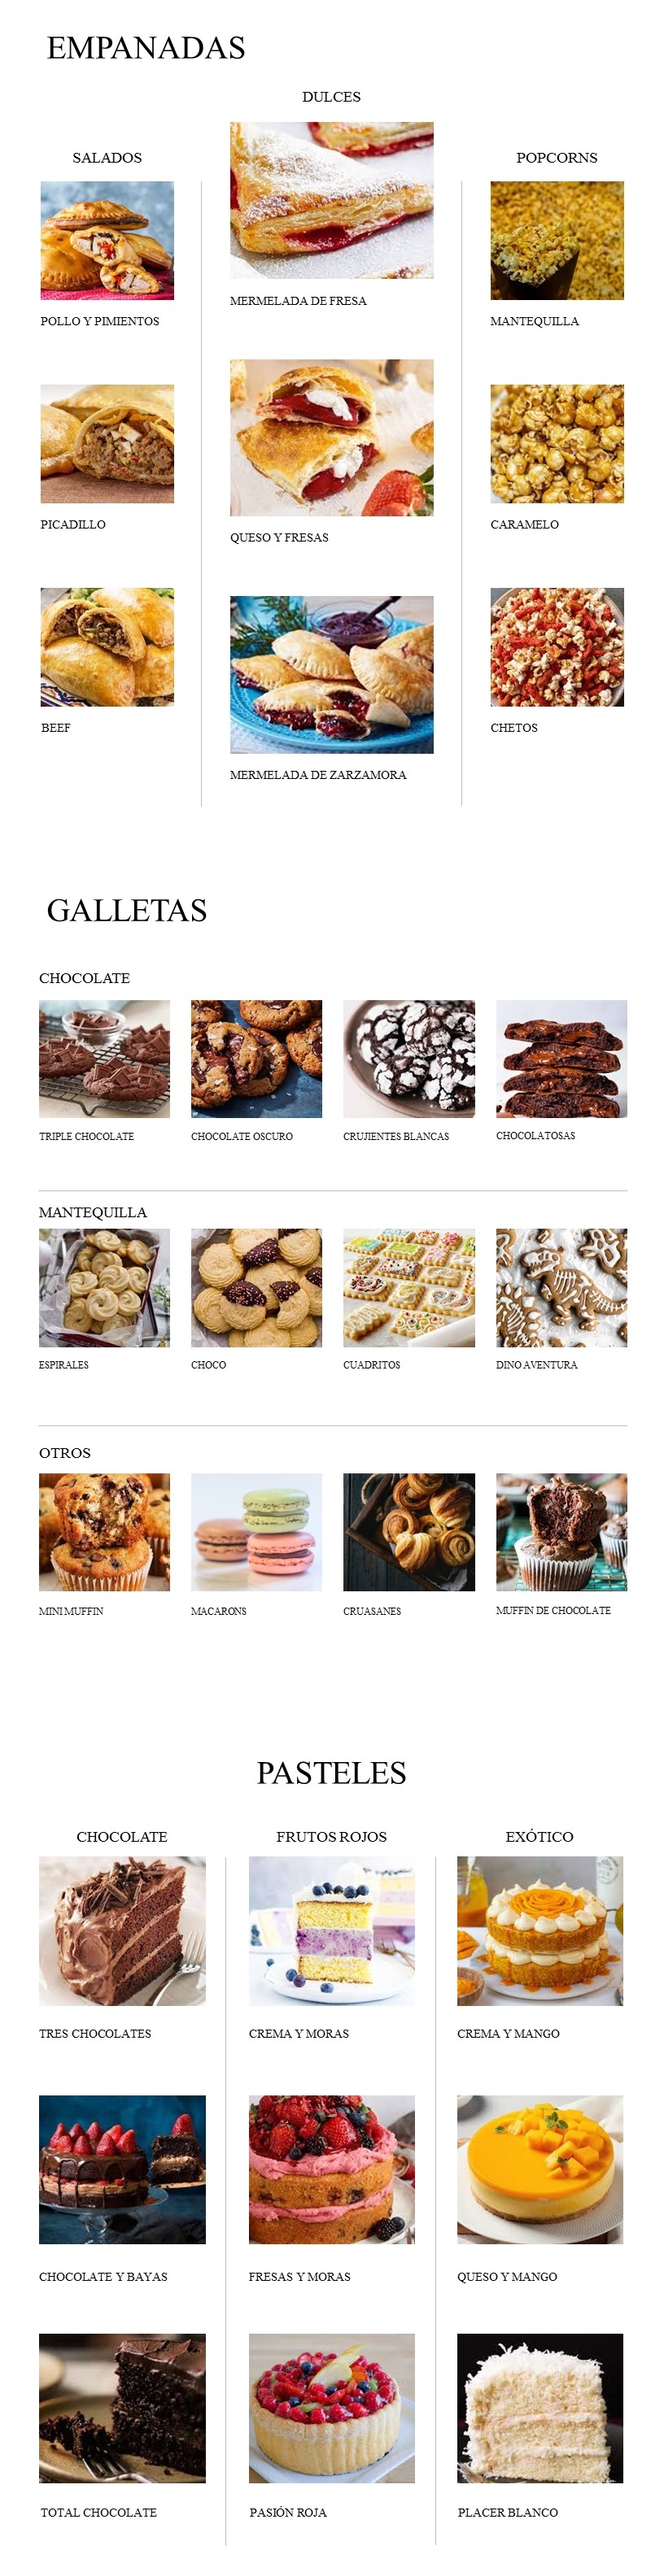 EMPANADAS
SALADOS
POLLO Y PIMIENTOS
PICADILLO
BEEF
DULCES
MERMELADA DE FRESA
QUESO Y FRESAS
MERMELADA DE ZARZAMORA
POPCORNS
MANTEQUILLA
CARAMELO
CHETOS
GALLETAS
CHOCOLATE
TRIPLE CHOCOLATE
CHOCOLATE OSCURO
CRUJIENTES BLANCAS
CHOCOLATOSAS
MANTEQUILLA
ESPIRALES
CHOCO
CUADRITOS
DINO AVENTURA
OTROS
MINI MUFFIN
MACARONS
CRUASANES
MUFFIN DE CHOCOLATE
PASTELES
CHOCOLATE
TRES CHOCOLATES
CHOCOLATE Y BAYAS
TOTAL CHOCOLATE
FRUTOS ROJOS
CREMA Y MORAS
FRESAS Y MORAS
PASIÓN ROJA
EXÓTICO
CREMA Y MANGO
QUESO Y MANGO
PLACER BLANCO